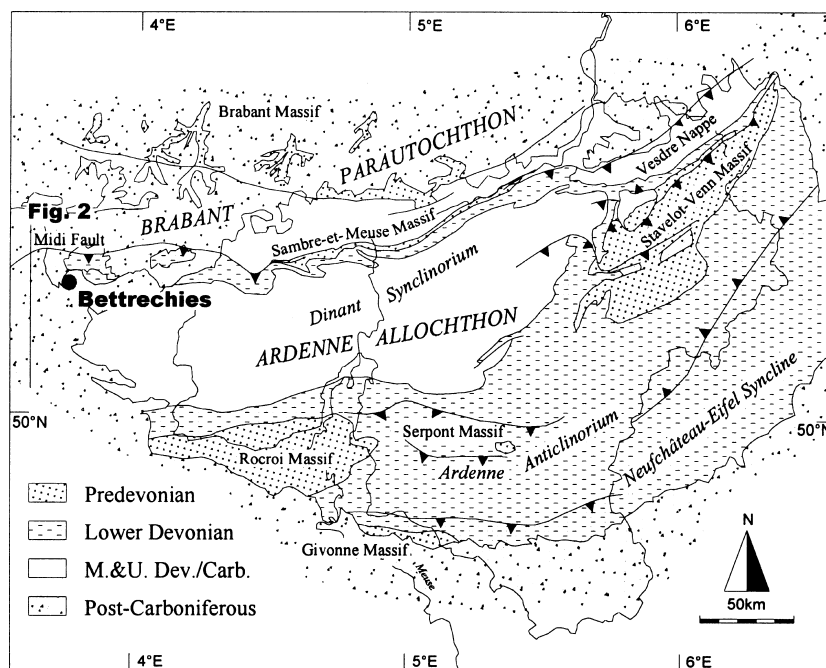 4°E
5°E
6°E
Brabant Massif
PARAUTOCHTHON
Vesdre Nappe
Stavelot-Venn Massif
Fig. 2
BRABANT
Sambre-et-Meuse Massif
Midi Fault
Bettrechies
Dinant Synclinorium
ARDENNE ALLOCHTHON
50°N
50°N
Serpont Massif
Ardenne Anticlinorium
Neufchâteau-Eifel Syncline
Rocroi Massif
Givonne Massif
Meuse
Predevonian
Lower Devonian
M.&U. Dev./Carb.
Post-Carboniferous
N
50km
4°E
5°E
6°E